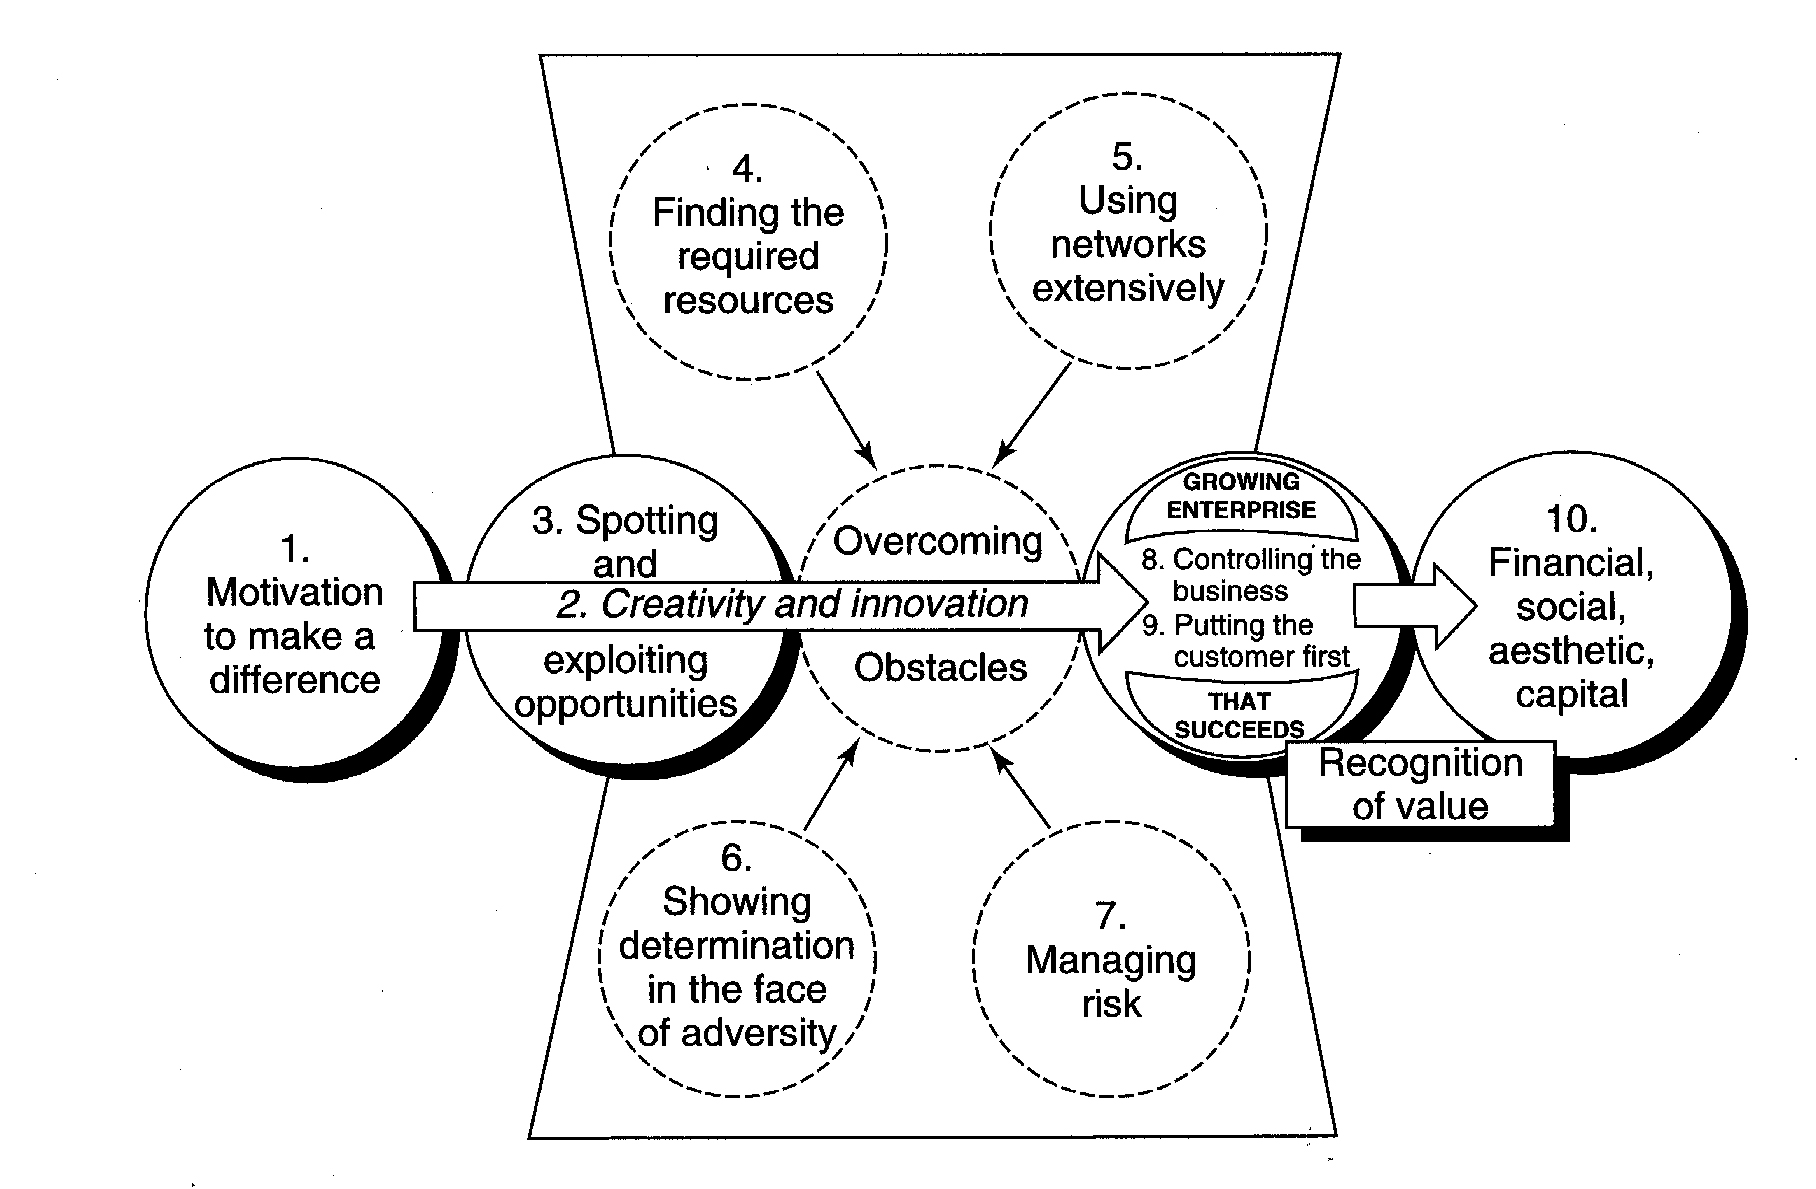 4.
Finding the
required
resources
5.
Using
networks
extensively
1.
Motivation
to make a
difference
3. Spotting
and
2. Creativity and innovation
exploiting
opportunities
Overcoming
Obstacles
GROWING
ENTERPRISE
8. Controlling the
business
9. Putting the
customer first
THAT
SUCCEEDS
10.
Financial,
social,
aesthetic,
capital
Recognition
of value
6.
Showing
determination
in the face
of adversity
7.
Managing
risk